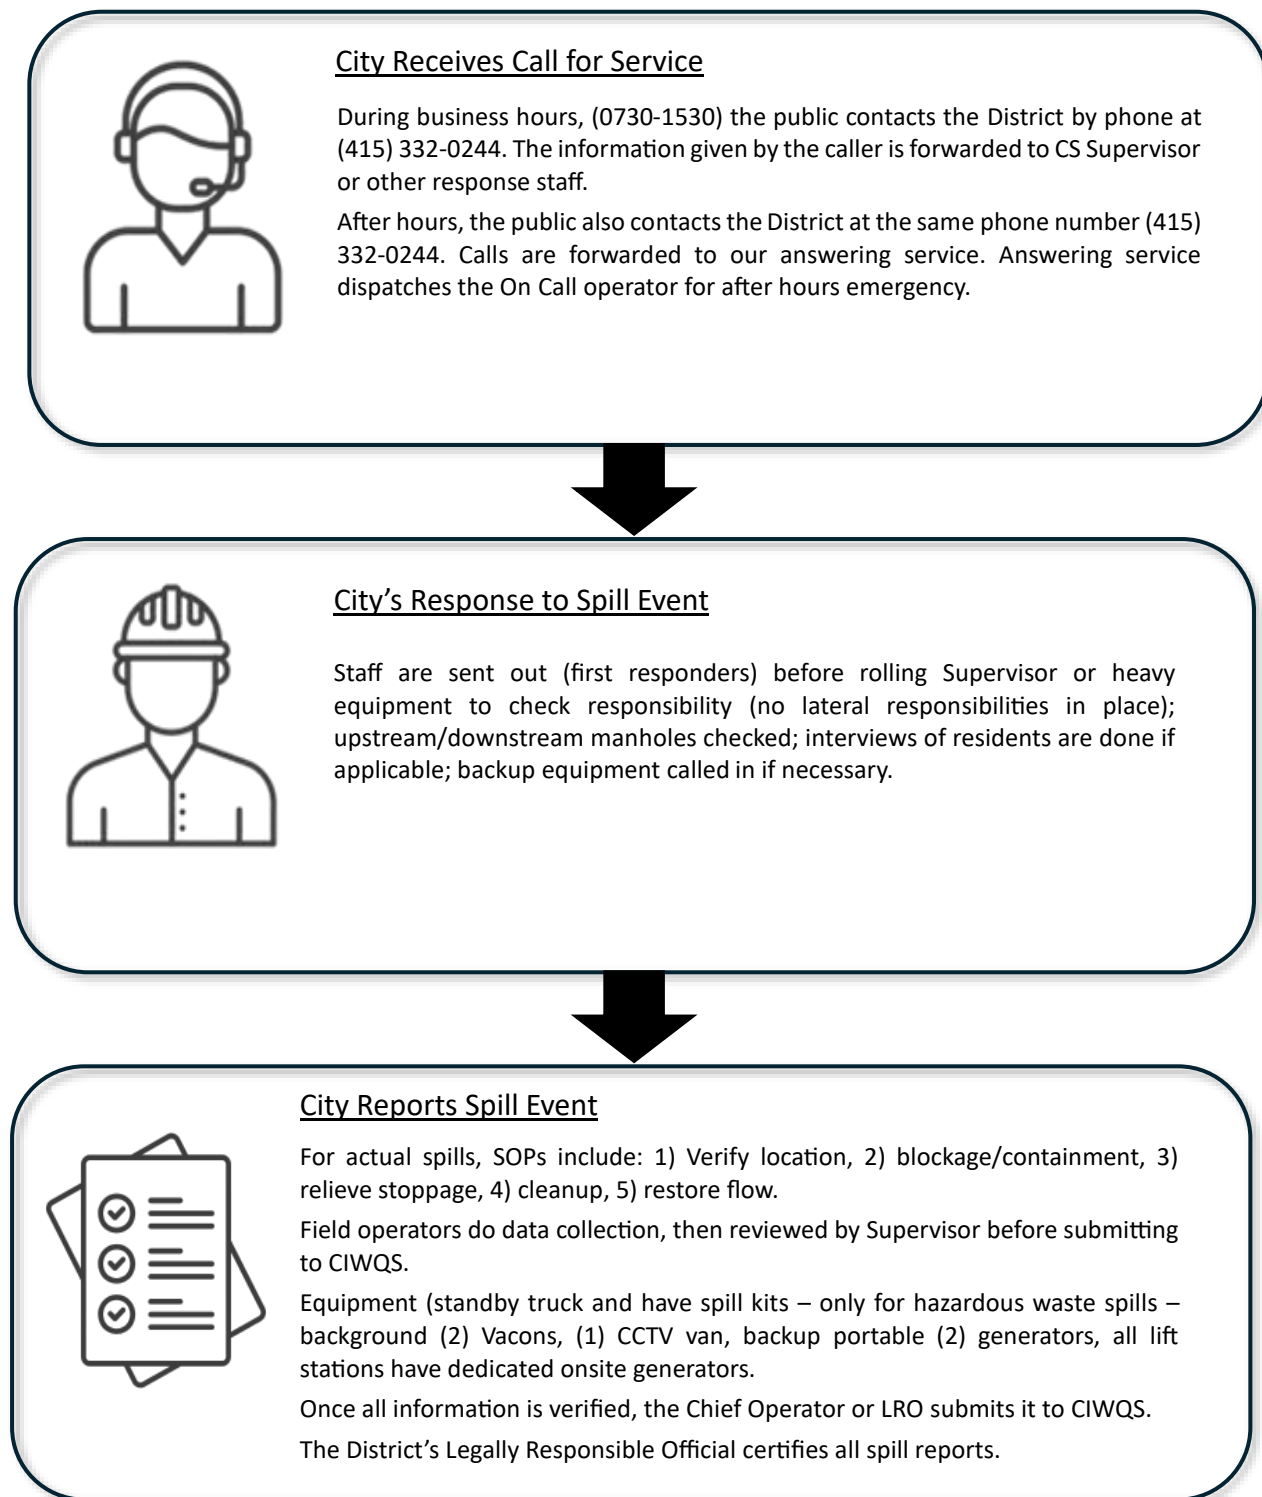 City Receives Call for Service
During business hours, (0730-1530) the public contacts the District by phone at
(415) 332-0244. The information given by the caller is forwarded to CS Supervisor
or other response staff.
After hours, the public also contacts the District at the same phone number (415)
332-0244. Calls are forwarded to our answering service. Answering service
dispatches the On Call operator for after hours emergency.
City’s Response to Spill Event
Staff are sent out (first responders) before rolling Supervisor or heavy
equipment to check responsibility (no lateral responsibilities in place);
upstream/downstream manholes checked; interviews of residents are done if
applicable; backup equipment called in if necessary.
City Reports Spill Event
For actual spills, SOPs include: 1) Verify location, 2) blockage/containment, 3)
relieve stoppage, 4) cleanup, 5) restore flow.
Field operators do data collection, then reviewed by Supervisor before submitting
to CIWQS.
Equipment (standby truck and have spill kits – only for hazardous waste spills –
background (2) Vacons, (1) CCTV van, backup portable (2) generators, all lift
stations have dedicated onsite generators.
Once all information is verified, the Chief Operator or LRO submits it to CIWQS.
The District’s Legally Responsible Official certifies all spill reports.